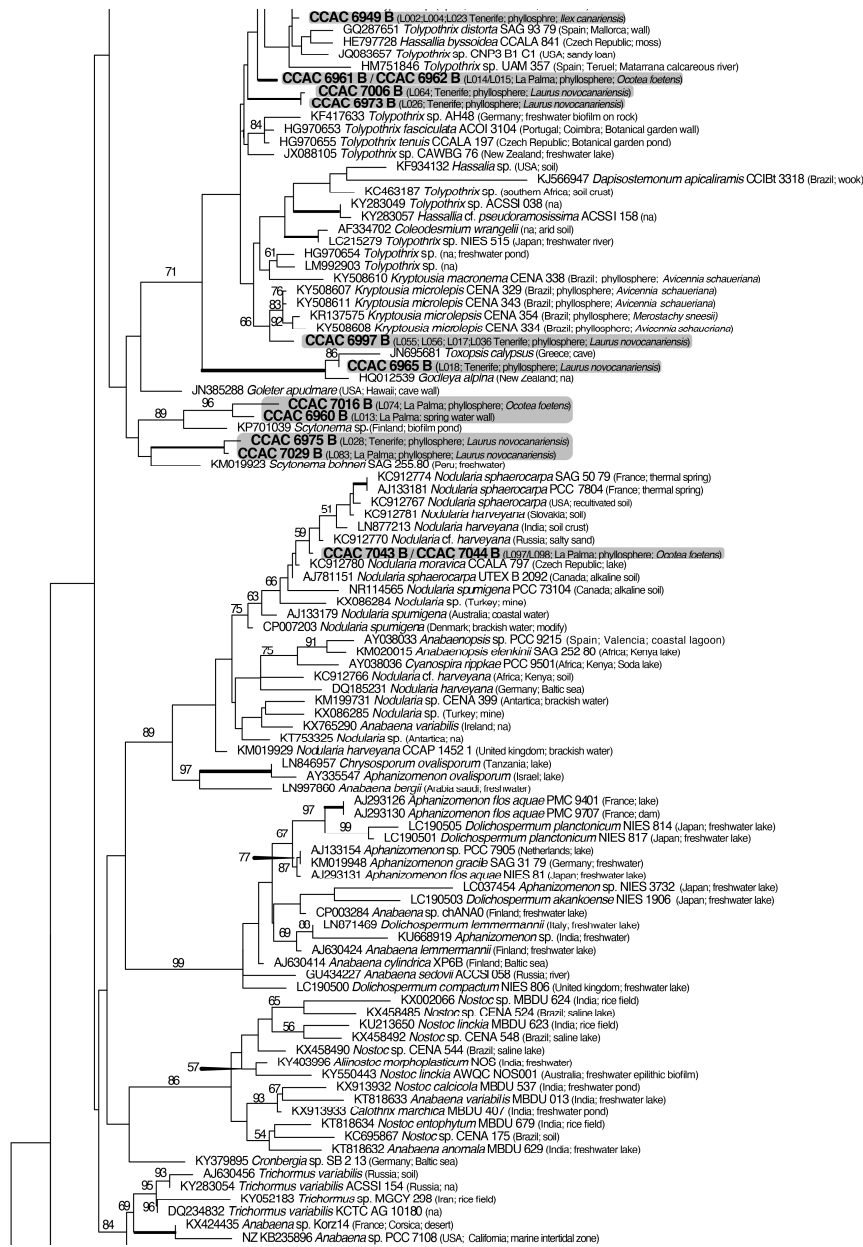 CCAC 6949 B (L002;L004;L023 Tenerife; phyllosphre; Ilex canariensis)
GQ287651 Tolypothrix distorta SAG 93 79 (Spain; Mallorca; wall)
HE797728 Hassallia byssoidea CCALA 841 (Czech Republic; moss)
JQ083657 Tolypothrix sp. CNP3 B1 C1 (USA; sandy loan)
HM751846 Tolypothrix sp. UAM 357 (Spain; Teruel; Matarrana calcareous river)
CCAC 6961 B / CCAC 6962 B (L014/L015; La Palma; phyllosphere; Ocotea foetens)
CCAC 7006 B (L064; Tenerife; phyllosphere; Laurus novocanariensis)
CCAC 6973 B (L026; Tenerife; phyllosphere; Laurus novocanariensis)
KF417633 Tolypothrix sp. AH48 (Germany; freshwater biofilm on rock)
84 HG970653 Tolypothrix fasciculata ACOI 3104 (Portugal; Coimbra; Botanical garden wall)
HG970655 Tolypothrix tenuis CCALA 197 (Czech Republic; Botanical garden pond)
JX088105 Tolypothrix sp. CAWBG 76 (New Zealand; freshwater lake)
KF934132 Hassalia sp. (USA; soil)
KJ566947 Dapisostemonum apicaliramis CCIBt 3318 (Brazil; wook)
KC463187 Tolypothrix sp. (southern Africa; soil crust)
KY283049 Tolypothrix sp. ACSSI 038 (na)
KY283057 Hassallia cf. pseudoramosissima ACSSI 158 (na)
AF334702 Coleodesmium wrangelii (na; arid soil)
LC215279 Tolypothrix sp. NIES 515 (Japan; freshwater river)
61 HG970654 Tolypothrix sp. (na; freshwater pond)
LM992903 Tolypothrix sp. (na)
71 KY508610 Kryptousia macronema CENA 338 (Brazil; phyllosphere; Avicennia schaueriana)
76 KY508607 Kryptousia microlepis CENA 329 (Brazil; phyllosphere; Avicennia schaueriana)
83 KY508611 Kryptousia microlepis CENA 343 (Brazil; phyllosphere; Avicennia schaueriana)
66 92 KR137575 Kryptousia microlepsis CENA 354 (Brazil; phyllosphere; Merostachy sneesii)
KY508608 Kryptousia microlepis CENA 334 (Brazil; phyllosphere; Avicennia schaueriana)
CCAC 6997 B (L055; L056; L017;L036 Tenerife; phyllosphere; Laurus novocanariensis)
86 JN695681 Toxopsis calypsus (Greece; cave)
CCAC 6965 B (L018; Tenerife; phyllosphere; Laurus novocanariensis)
HQ012539 Godleya alpina (New Zealand; na)
JN385288 Goleter apudmare (USA; Hawaii; cave wall)
96 CCAC 7016 B (L074; La Palma; phyllosphere; Ocotea foetens)
89 CCAC 6960 B (L013; La Palma; spring water wall)
KP701039 Scytonema sp. (Finland; biofilm pond)
CCAC 6975 B (L028; Tenerife; phyllosphere; Laurus novocanariensis)
CCAC 7029 B (L083; La Palma; phyllosphere; Laurus novocanariensis)
KM019923 Scytonema bohneri SAG 255.80 (Peru; freshwater)
KC912774 Nodularia sphaerocarpa SAG 50 79 (France; thermal spring)
AJ133181 Nodularia sphaerocarpa PCC 7804 (France; thermal spring)
KC912767 Nodularia sphaerocarpa (USA; recultivated soil)
51 KC912781 Nodularia harveyana (Slovakia; soil)
LN877213 Nodularia harveyana (India; soil crust)
59 KC912770 Nodularia cf. harveyana (Russia; salty sand)
CCAC 7043 B / CCAC 7044 B (L097/L098; La Palma; phyllosphere; Ocotea foetens)
KC912780 Nodularia moravica CCALA 797 (Czech Republic; lake)
66 AJ781151 Nodularia sphaerocarpa UTEX B 2092 (Canada; alkaline soil)
NR114565 Nodularia spumigena PCC 73104 (Canada; alkaline soil)
63 KX086284 Nodularia sp. (Turkey; mine)
75 AJ133179 Nodularia spumigena (Australia; coastal water)
CP007203 Nodularia spumigena (Denmark; brackish water; modify)
91 AY038033 Anabaenopsis sp. PCC 9215 (Spain; Valencia; coastal lagoon)
75 KM020015 Anabaenopsis elenkinii SAG 252 80 (Africa; Kenya lake)
AY038036 Cyanospira rippkae PCC 9501 (Africa; Kenya; Soda lake)
KC912766 Nodularia cf. harveyana (Africa; Kenya; soil)
DQ185231 Nodularia harveyana (Germany; Baltic sea)
KM199731 Nodularia sp. CENA 399 (Antartica; brackish water)
KX086285 Nodularia sp. (Turkey; mine)
KX765290 Anabaena variabilis (Ireland; na)
89 KT753325 Nodularia sp. (Antartica; na)
KM019929 Nodularia harveyana CCAP 1452 1 (United kingdom; brackish water)
LN846957 Chrysosporum ovalisporum (Tanzania; lake)
97 AY335547 Aphanizomenon ovalisporum (Israel; lake)
LN997860 Anabaena bergii (Arabia saudi; freshwater)
AJ293126 Aphanizomenon flos aquae PMC 9401 (France; lake)
97 AJ293130 Aphanizomenon flos aquae PMC 9707 (France; dam)
99 LC190505 Dolichospermum planctonicum NIES 814 (Japan; freshwater lake)
67 LC190501 Dolichospermum planctonicum NIES 817 (Japan; freshwater lake)
77 AJ133154 Aphanizomenon sp. PCC 7905 (Netherlands; lake)
87 KM019948 Aphanizomenon gracile SAG 31 79 (Germany; freshwater)
AJ293131 Aphanizomenon flos aquae NIES 81 (Japan; freshwater lake)
LC037454 Aphanizomenon sp. NIES 3732 (Japan; freshwater lake)
LC190503 Dolichospermum akankoense NIES 1906 (Japan; freshwater lake)
CP003284 Anabaena sp. chANA0 (Finland; freshwater lake)
88 LN871469 Dolichospermum lemmermannii (Italy, freshwater lake)
69 KU668919 Aphanizomenon sp. (India; freshwater)
AJ630424 Anabaena lemmermannii (Finland; freshwater lake)
99 AJ630414 Anabaena cylindrica XP6B (Finland; Baltic sea)
GU434227 Anabaena sedovii ACCSI 058 (Russia; river)
LC190500 Dolichospermum compactum NIES 806 (United kingdom; freshwater lake)
65 KX002066 Nostoc sp. MBDU 624 (India; rice field)
KX458485 Nostoc sp. CENA 524 (Brazil; saline lake)
56 KU213650 Nostoc linckia MBDU 623 (India; rice field)
KX458492 Nostoc sp. CENA 548 (Brazil; saline lake)
KX458490 Nostoc sp. CENA 544 (Brazil; saline lake)
57 KY403996 Aliinostoc morphoplasticum NOS (India; freshwater)
KY550443 Nostoc linckia AWQC NOS001 (Australia; freshwater epilithic biofilm)
86 67 KX913932 Nostoc calcicola MBDU 537 (India; freshwater pond)
93 KT818633 Anabaena variabilis MBDU 013 (India; freshwater lake)
KX913933 Calothrix marchica MBDU 407 (India; freshwater pond)
KT818634 Nostoc entophytum MBDU 679 (India; rice field)
54 KC695867 Nostoc sp. CENA 175 (Brazil; soil)
KT818632 Anabaena anomala MBDU 629 (India; freshwater lake)
KY379895 Cronbergia sp. SB 2 13 (Germany; Baltic sea)
93 AJ630456 Trichormus variabilis (Russia; soil)
95 KY283054 Trichormus variabilis ACSSI 154 (Russia; na)
KY052183 Trichormus sp. MGCY 298 (Iran; rice field)
69 96 DQ234832 Trichormus variabilis KCTC AG 10180 (na)
84 KX424435 Anabaena sp. Korz14 (France; Corsica; desert)
NZ KB235896 Anabaena sp. PCC 7108 (USA; California; marine intertidal zone)